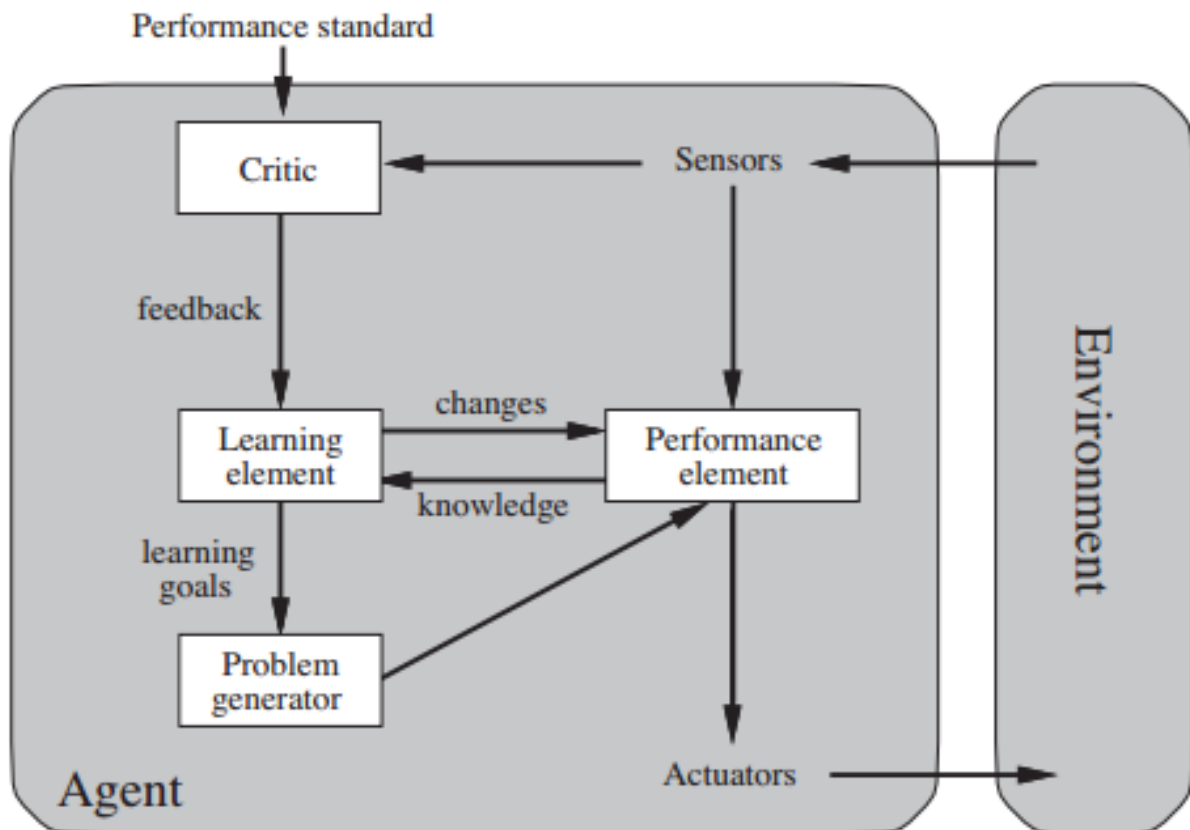 Performance standard
Critic
Sensors
feedback
changes
Learning
element
Performance
element
knowledge
learning
goals
Problem
generator
Actuators
Agent
Environment